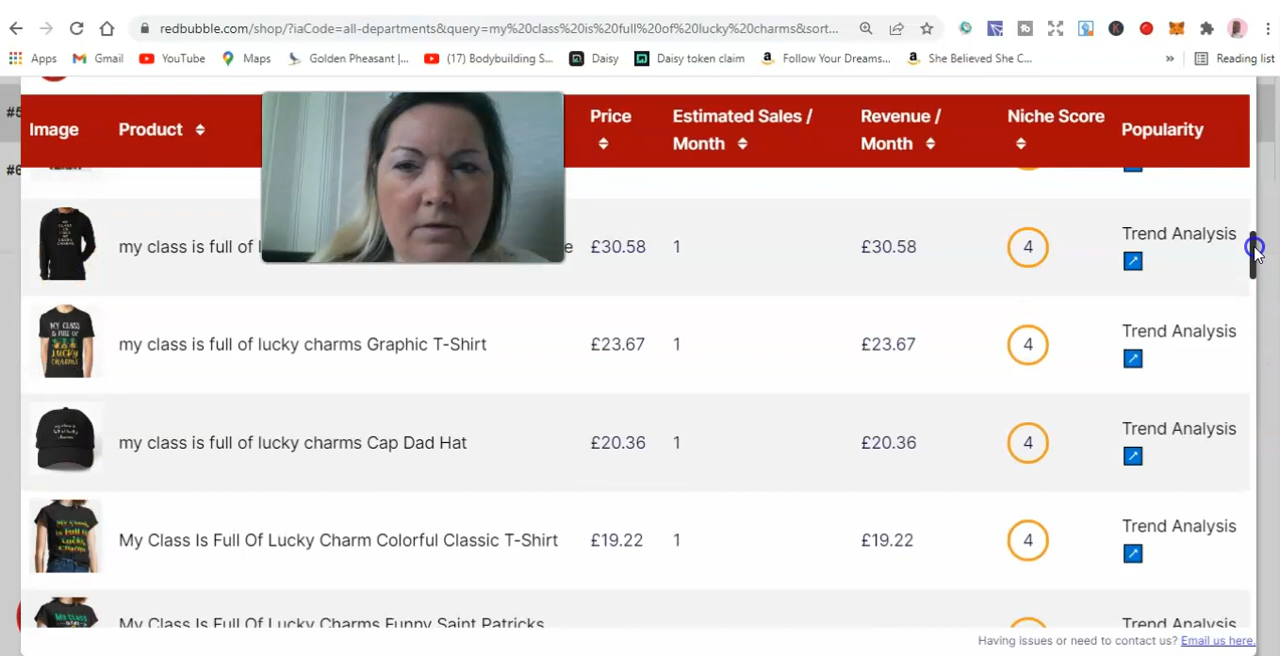 redbubble.com/shop/?iaCode=all-departments&query=my%20class%20is%20full%20of%20lucky%20charms&sort...
Apps Gmail YouTube Maps Golden Pheasant |... (17) Bodybuilding S... Daisy Daisy token claim Follow Your Dreams... She Believed She C... » Reading list
Image Product Price Estimated Sales / Month Revenue / Month Niche Score Popularity
my class is full of l e £30.58 1 £30.58 4 Trend Analysis
my class is full of lucky charms Graphic T-Shirt £23.67 1 £23.67 4 Trend Analysis
my class is full of lucky charms Cap Dad Hat £20.36 1 £20.36 4 Trend Analysis
My Class Is Full Of Lucky Charm Colorful Classic T-Shirt £19.22 1 £19.22 4 Trend Analysis
My Class Is Full Of Lucky Charms Funny Saint Patricks Trend Analysis
Having issues or need to contact us? Email us here.